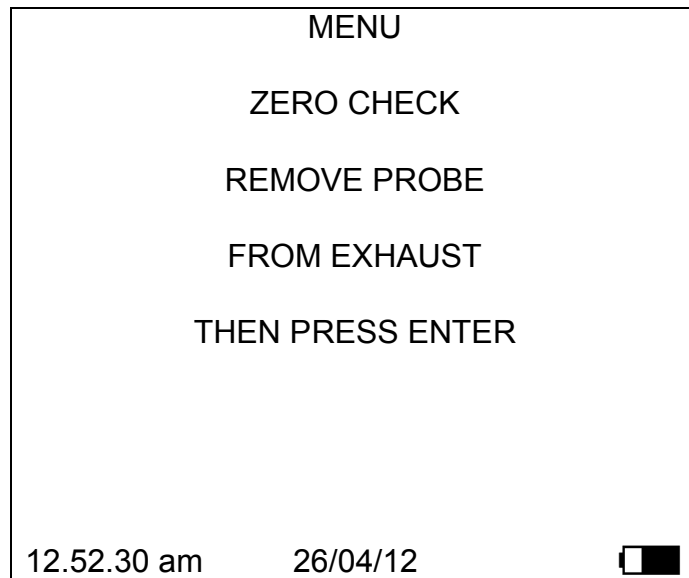 MENU
ZERO CHECK
REMOVE PROBE
FROM EXHAUST
THEN PRESS ENTER
12.52.30 am 26/04/12